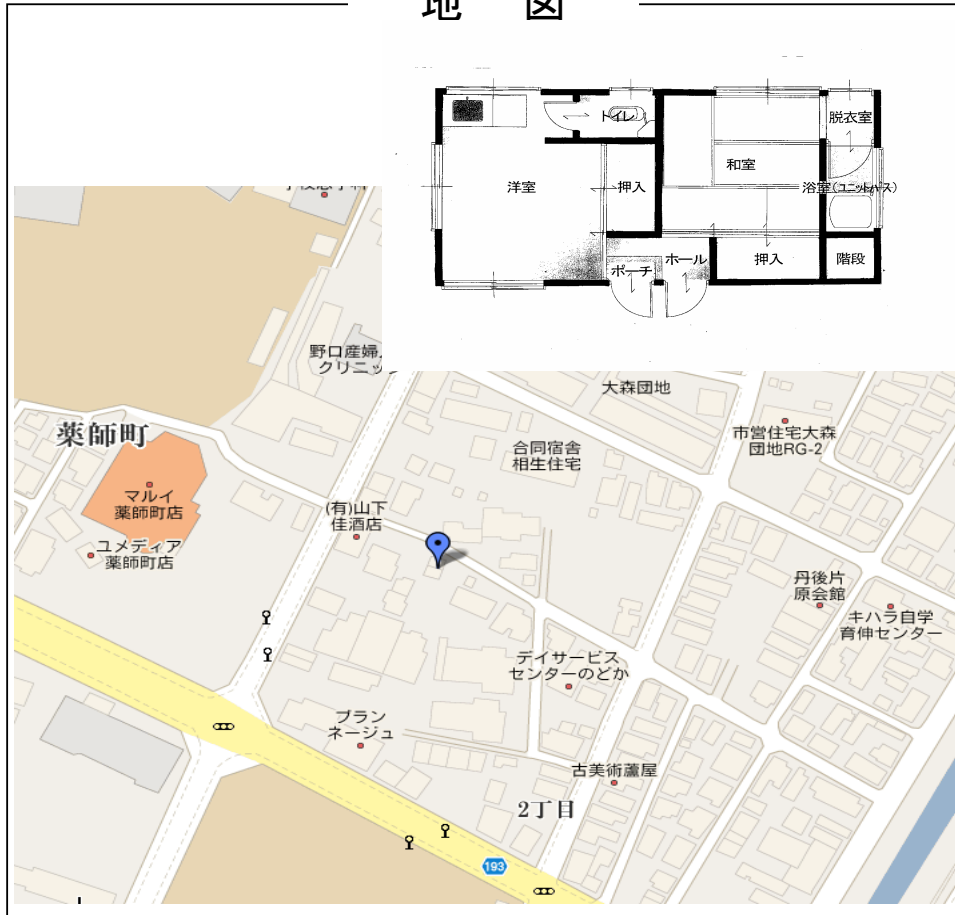 地 図
トイレ
脱衣室
和室
洋室
押入
浴室(ユニットバス)
ポーチ
ホール
押入
階段
野口産婦
クリニッ
大森団地
薬師町
市営住宅大森
団地RG-2
合同宿舎
相生住宅
マルイ
薬師町店
(有)山下
佳酒店
ユメディア
薬師町店
丹後片
原会館
キハラ自学
育伸センター
デイサービス
センターのどか
ブラン
ネージュ
古美術蘆屋
2丁目
193